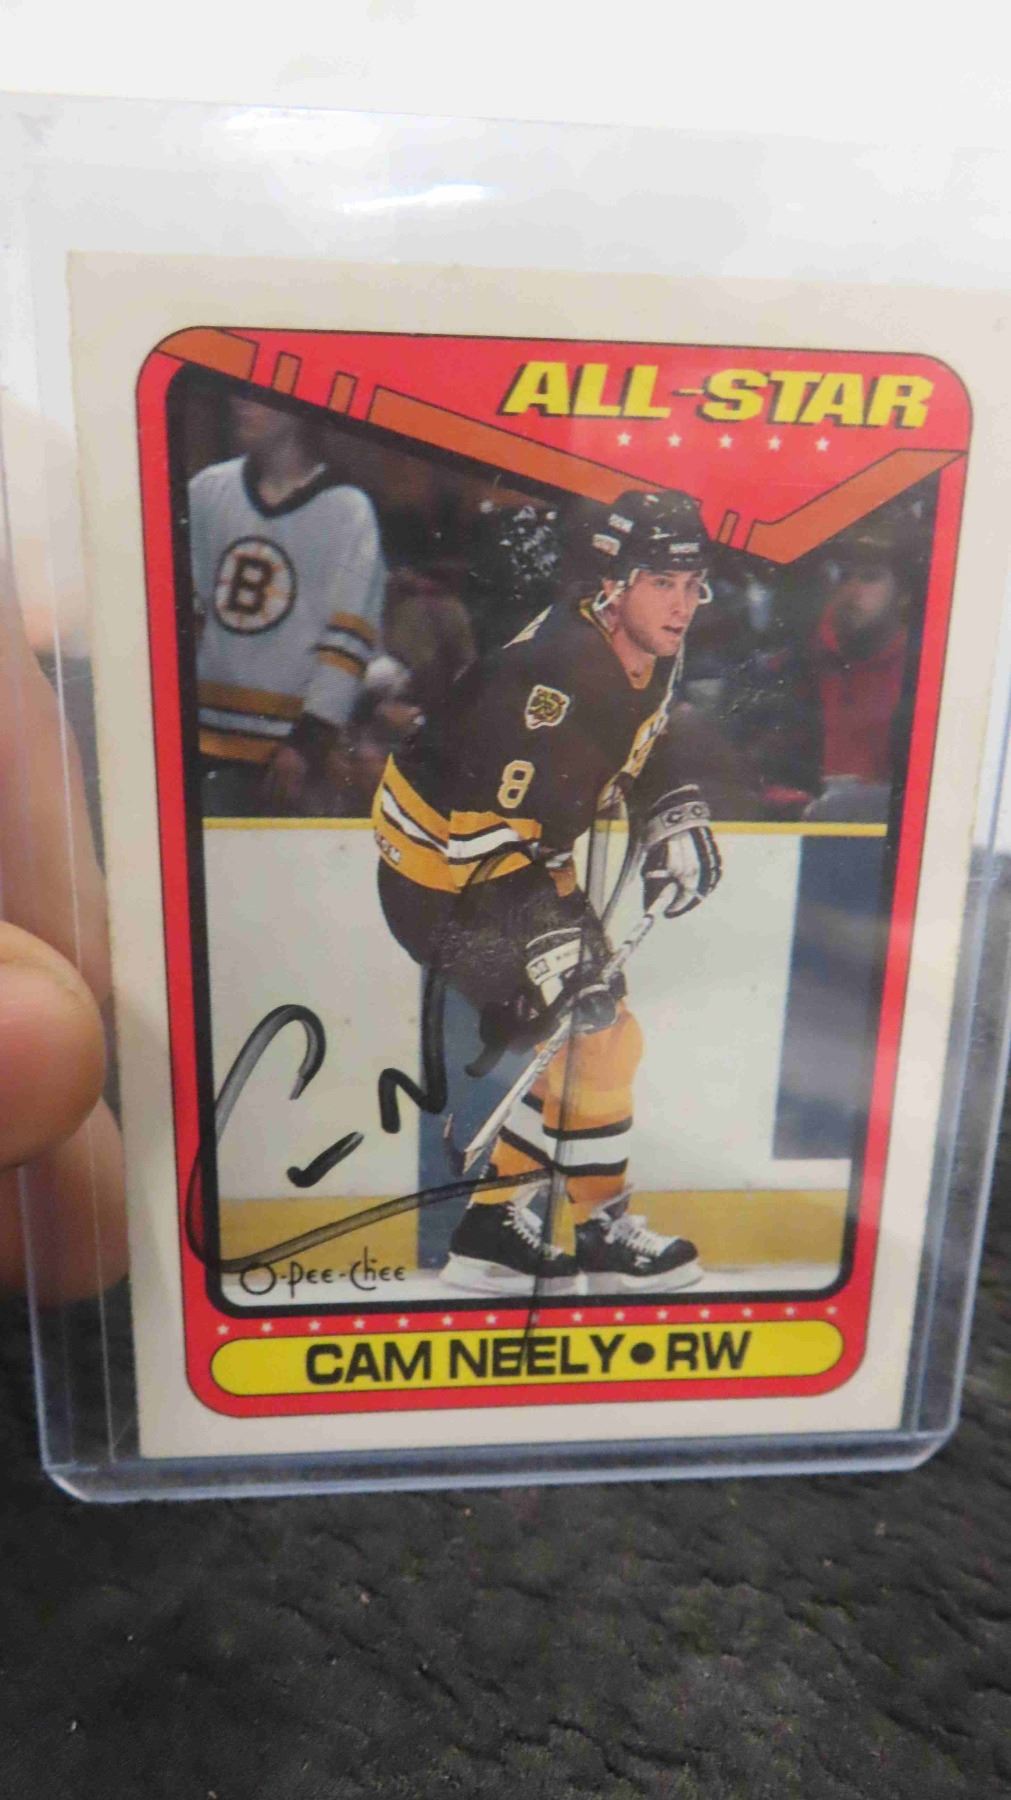 ALL-STAR
B
8
O-Pee-Chee
CAM NEELY • RW